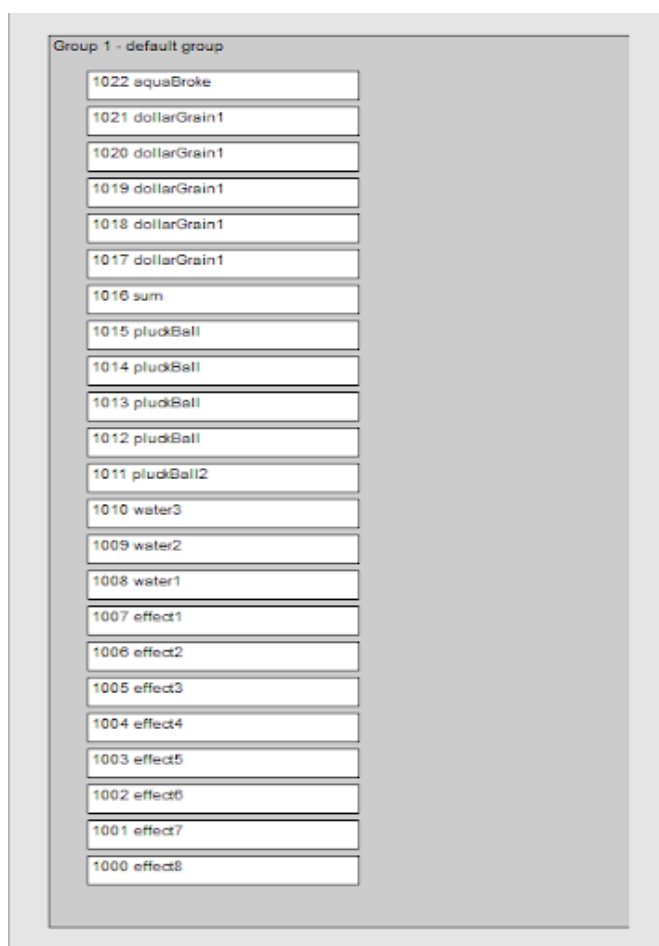 Group 1 - default group
1022 aquaBroke
1021 dollarGrain1
1020 dollarGrain1
1019 dollarGrain1
1018 dollarGrain1
1017 dollarGrain1
1016 sum
1015 pluckBall
1014 pluckBall
1013 pluckBall
1012 pluckBall
1011 pluckBall2
1010 water3
1009 water2
1008 water1
1007 effect1
1006 effect2
1005 effect3
1004 effect4
1003 effect5
1002 effect6
1001 effect7
1000 effect8